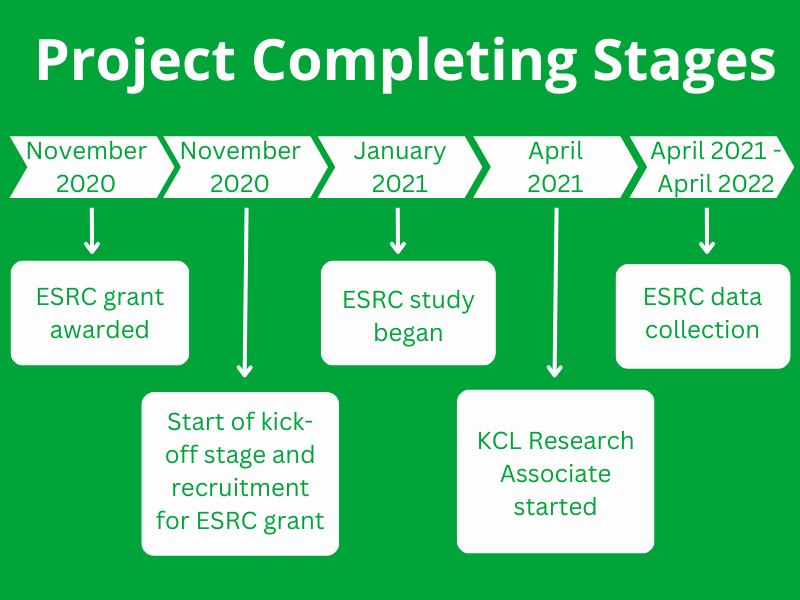 Project Completing Stages
November
2020
November
2020
January
2021
April
2021
April 2021 -
April 2022
ESRC grant
awarded
Start of kick-
off stage and
recruitment
for ESRC grant
ESRC study
began
KCL Research
Associate
started
ESRC data
collection